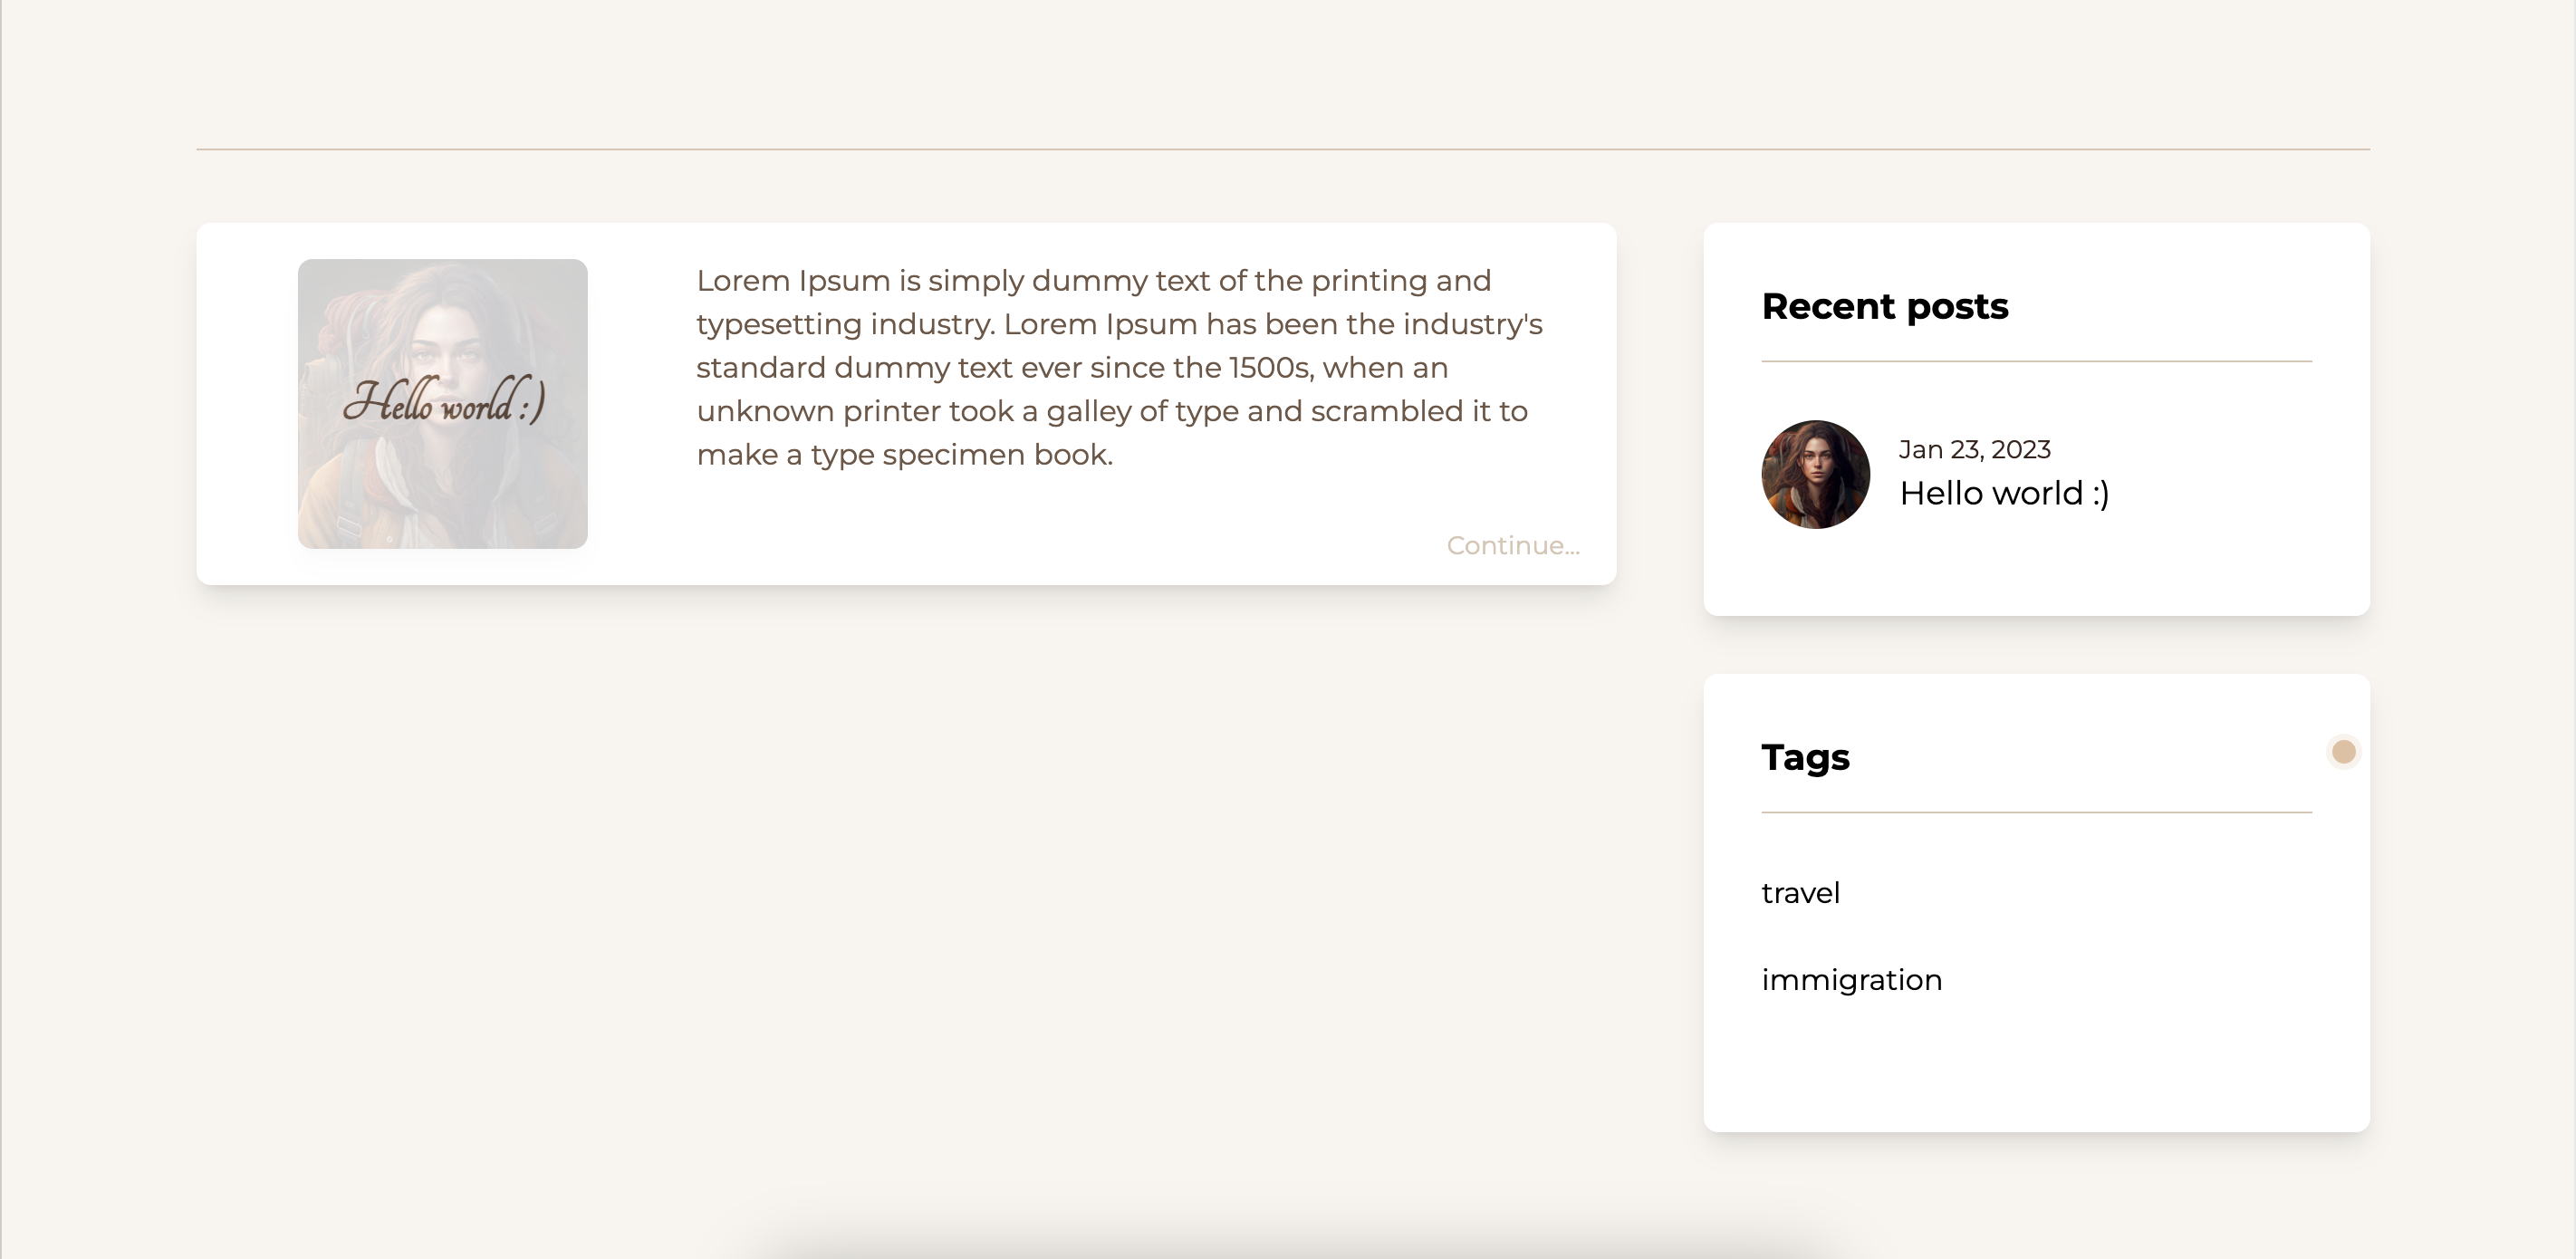 Hello world :)
Lorem Ipsum is simply dummy text of the printing and
typesetting industry. Lorem Ipsum has been the industry's
standard dummy text ever since the 1500s, when an
unknown printer took a galley of type and scrambled it to
make a type specimen book.
Continue...
Recent posts
Jan 23, 2023
Hello world :)
Tags
travel
immigration